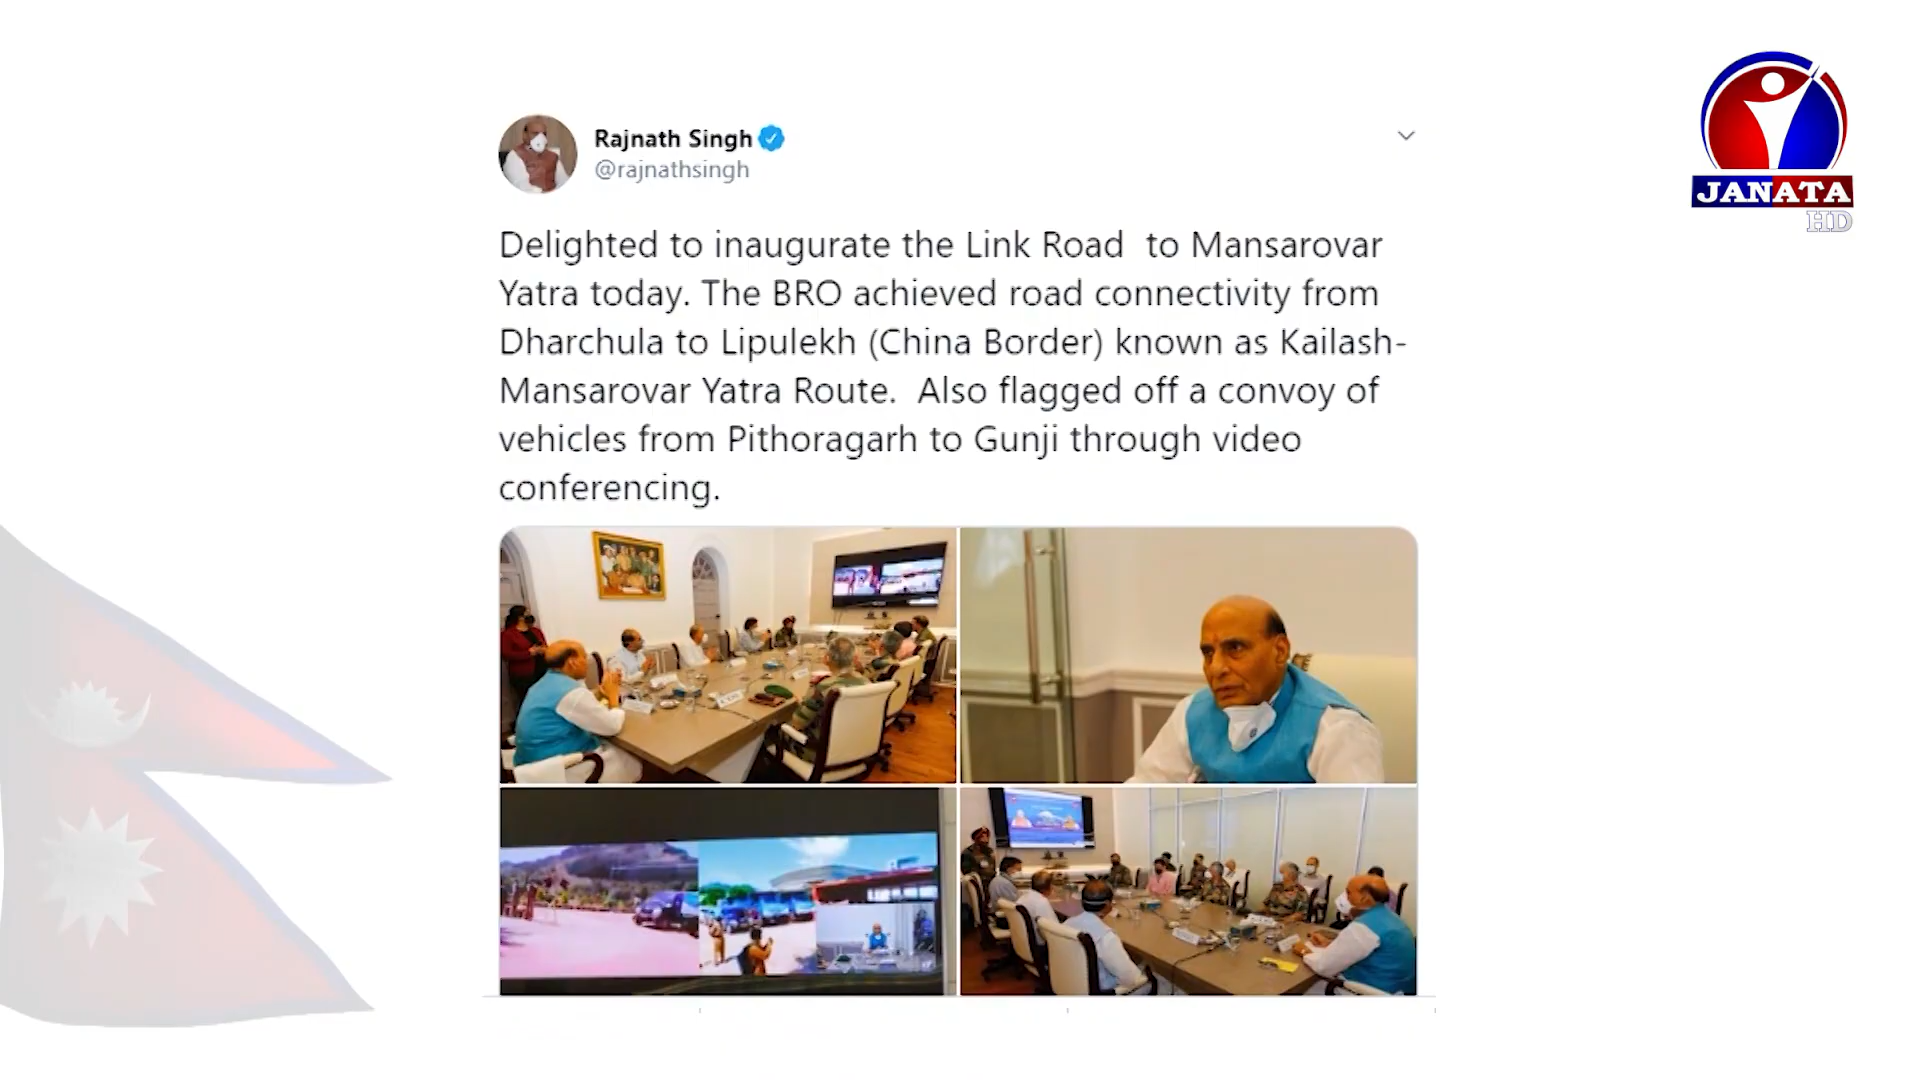 Rajnath Singh
@rajnathsingh
JANATA
HD
Delighted to inaugurate the Link Road  to Mansarovar
Yatra today. The BRO achieved road connectivity from
Dharchula to Lipulekh (China Border) known as Kailash-
Mansarovar Yatra Route.  Also flagged off a convoy of
vehicles from Pithoragarh to Gunji through video
conferencing.